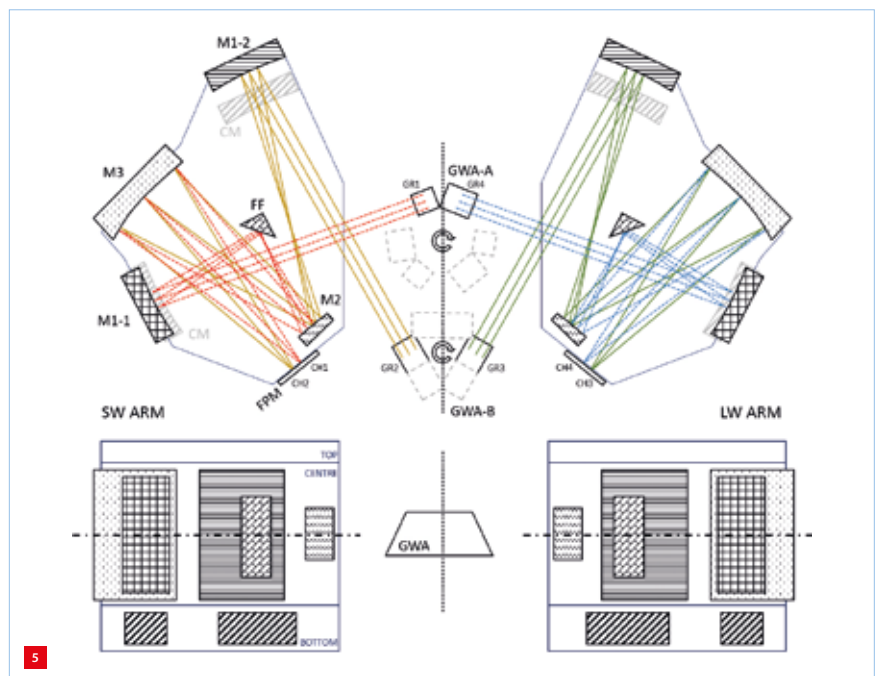 M1-2
CM
M3
GWA-A
GR1
GR4
FF
M2
M1-1
CM
CH1
CH2
FPM
GR2
GR3
CH4
CH3
GWA-B
SW ARM
LW ARM
TOP
CENTRE
GWA
BOTTOM
5